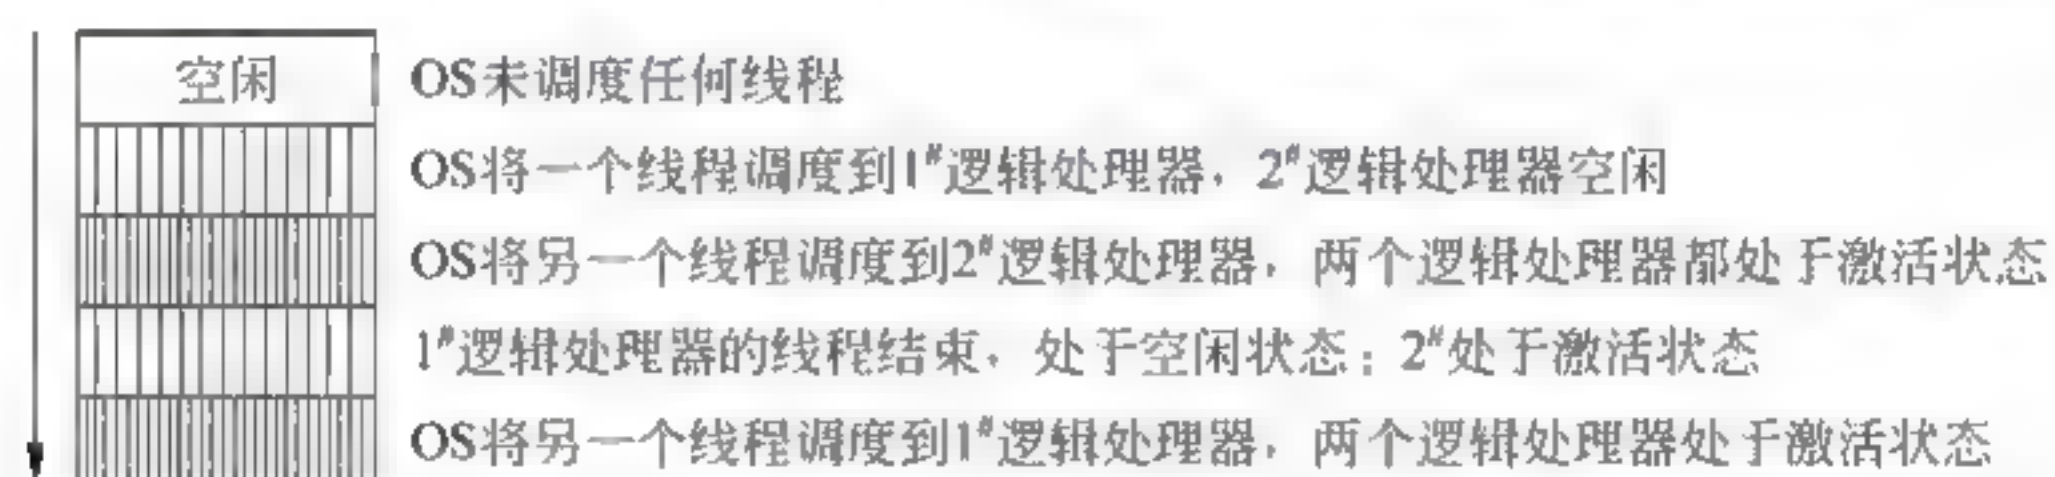 空闲 OS未调度任何线程
OS将一个线程调度到1#逻辑处理器，2#逻辑处理器空闲
OS将另一个线程调度到2#逻辑处理器，两个逻辑处理器都处于激活状态
1#逻辑处理器的线程结束，处于空闲状态；2#处于激活状态
OS将另一个线程调度到1#逻辑处理器，两个逻辑处理器处于激活状态